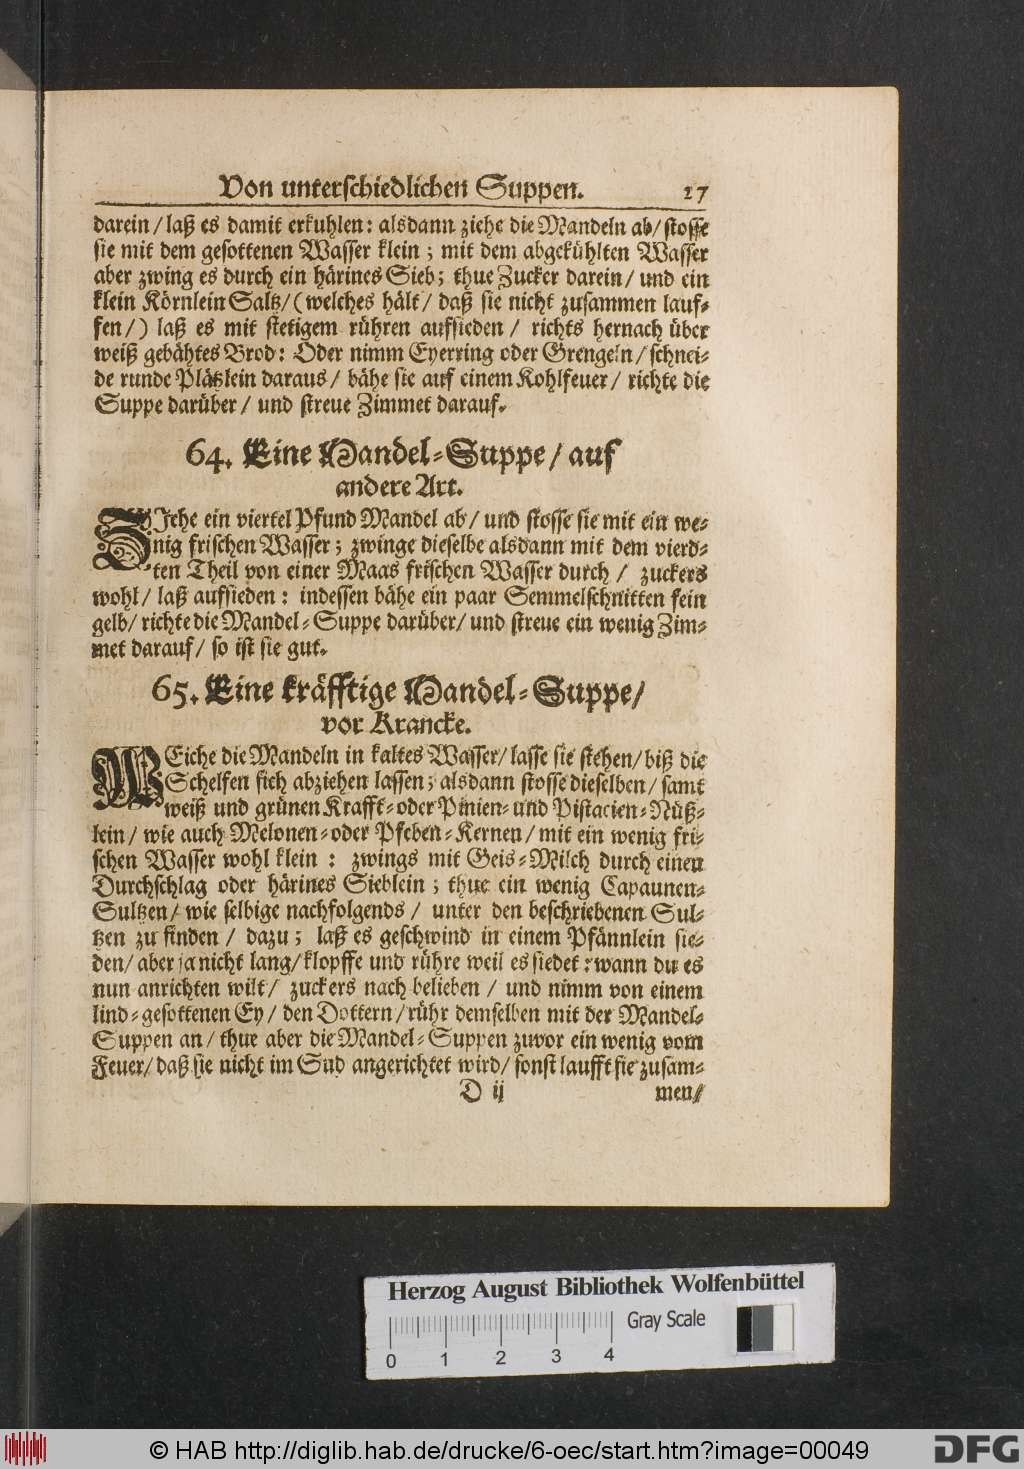 Von unterschiedlichen Suppen. 17
darein / laß es damit erkuhlen: alsdann ziehe die Mandeln ab / stosse
sie mit dem gesottenen Wasser klein ; mit dem abgekühlten Wasser
aber zwing es durch ein härines Sieb; thue Zucker darein / und ein
klein Körnlein Saltz / (welches hält / daß sie nicht zusammen lauf-
fen /) laß es mit stetigem rühren aufsieden / richts hernach über
weiß gebähtes Brod: Oder nimm Eyerring oder Grengeln / schnei-
de runde Plätzlein daraus / bähe sie auf einem Kohlfeuer / richte die
Suppe darüber / und streue Zimmet darauf.
64. Eine Mandel-Suppe / auf
andere Art.
ZIehe ein viertel Pfund Mandel ab / und stosse sie mit ein we-
nig frischen Wasser; zwinge dieselbe alsdann mit dem vierd-
ten Theil von einer Maas frischen Wasser durch / zuckers
wohl / laß aufsieden: indessen bähe ein paar Semmelschnitten fein
gelb / richte die Mandel-Suppe darüber / und streue ein wenig Zim-
met darauf / so ist sie gut.
65. Eine kräfftige Mandel-Suppe /
vor Krancke.
WEiche die Mandeln in kaltes Wasser / lasse sie stehen / biß die
Schelfen sich abziehen lassen; alsdann stosse dieselben / samt
weiß und grünen Krafft- oder Pinien- und Pistacien-Nüß-
lein / wie auch Melonen- oder Pfeben-Kernen / mit ein wenig fri-
schen Wasser wohl klein : zwings mit Geis-Milch durch einen
Durchschlag oder härines Sieblein ; thue ein wenig Capaunen-
Sultzen / wie selbige nachfolgends / unter den beschriebenen Sul-
tzen zu finden / dazu; laß es geschwind in einem Pfännlein sie-
den / aber ja nicht lang / klopffe und rühre weil es siedet: wann du es
nun anrichten wilt / zuckers nach belieben / und nimm von einem
lind-gesottenen Ey / den Dottern / rühr demselben mit der Mandel-
Suppen an / thue aber die Mandel-Suppen zuvor ein wenig vom
Feuer / daß sie nicht im Sud angerichtet wird / sonst laufft sie zusam-
D ij men /
Herzog August Bibliothek Wolfenbüttel
Gray Scale
0 1 2 3 4
© HAB http://diglib.hab.de/drucke/6-oec/start.htm?image=00049
DFG